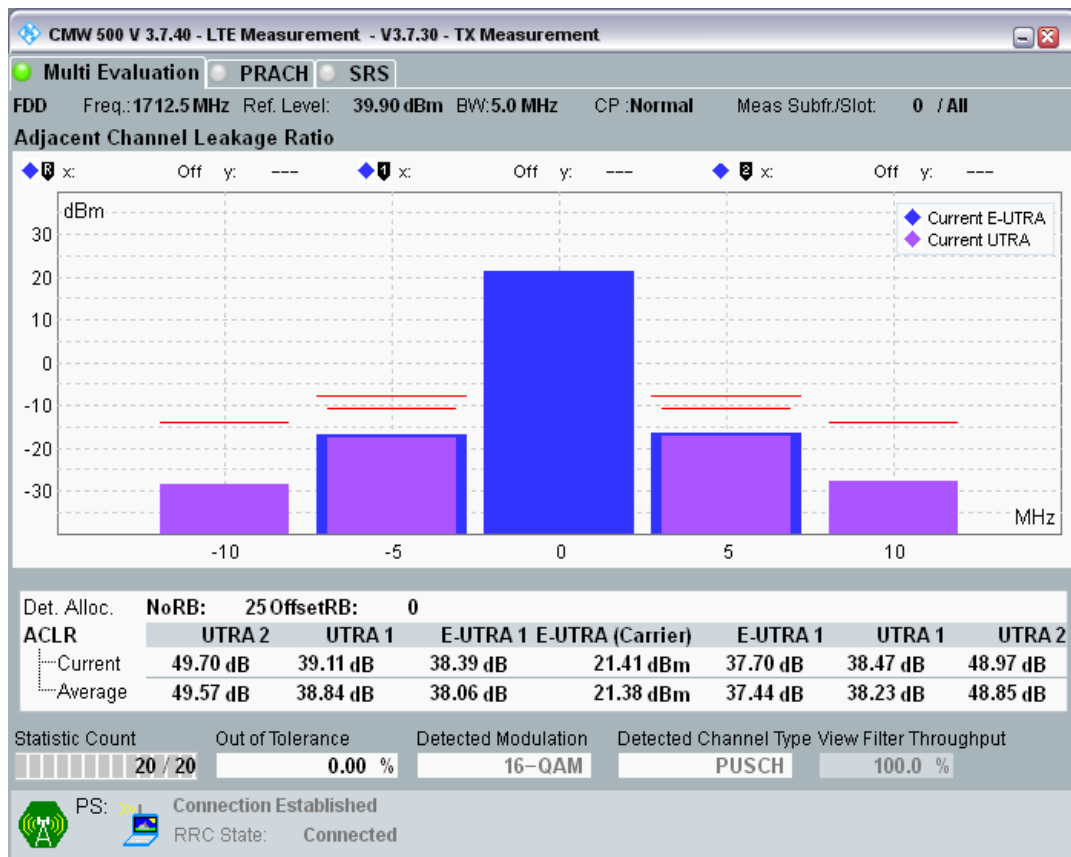 CMW 500 V 3.7.40 - LTE Measurement - V3.7.30 - TX Measurement
Multi Evaluation PRACH SRS
FDD Freq.:1712.5 MHz Ref. Level: 39.90 dBm BW:5.0 MHz CP :Normal Meas Subfr./Slot: 0 / All
Adjacent Channel Leakage Ratio
R x: Off y: --- 1 x: Off y: --- 2 x: Off y: ---
dBm
Current E-UTRA
Current UTRA
30
20
10
0
-10
-20
-30
MHz
-10 -5 0 5 10
Det. Alloc. NoRB: 25 OffsetRB: 0
ACLR UTRA 2 UTRA 1 E-UTRA 1 E-UTRA (Carrier) E-UTRA 1 UTRA 1 UTRA 2
Current 49.70 dB 39.11 dB 38.39 dB 21.41 dBm 37.70 dB 38.47 dB 48.97 dB
Average 49.57 dB 38.84 dB 38.06 dB 21.38 dBm 37.44 dB 38.23 dB 48.85 dB
Statistic Count Out of Tolerance Detected Modulation Detected Channel Type View Filter Throughput
20 / 20 0.00 % 16-QAM PUSCH 100.0 %
PS: Connection Established
RRC State: Connected